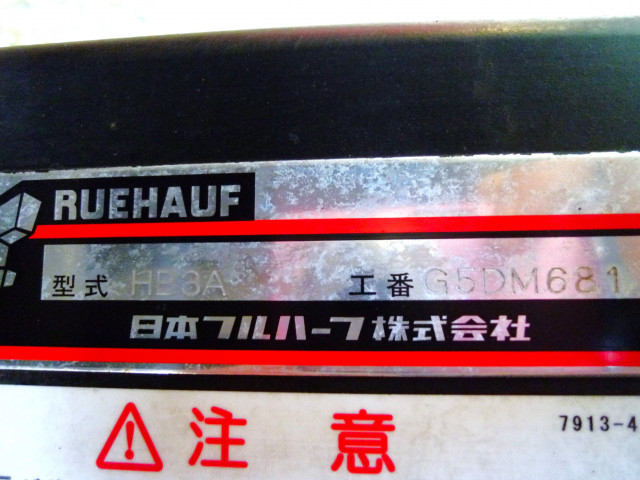 RUEHAUF
型式 HB3A 工番 G5DM681
日本フルハーフ株式会社
7913-4
注意